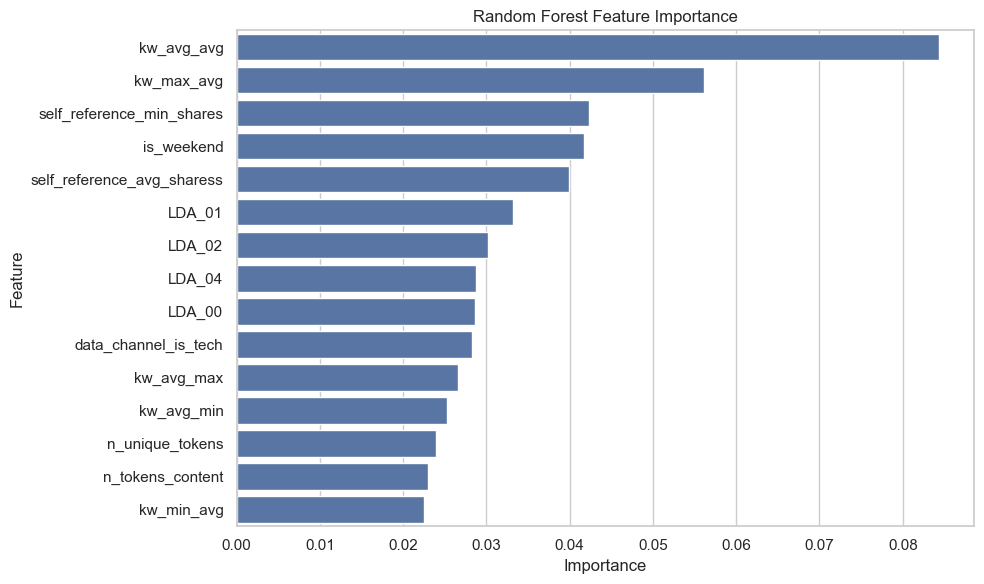 Random Forest Feature Importance
Feature
kw_avg_avg
kw_max_avg
self_reference_min_shares
is_weekend
self_reference_avg_sharess
LDA_01
LDA_02
LDA_04
LDA_00
data_channel_is_tech
kw_avg_max
kw_avg_min
n_unique_tokens
n_tokens_content
kw_min_avg
0.00 0.01 0.02 0.03 0.04 0.05 0.06 0.07 0.08
Importance